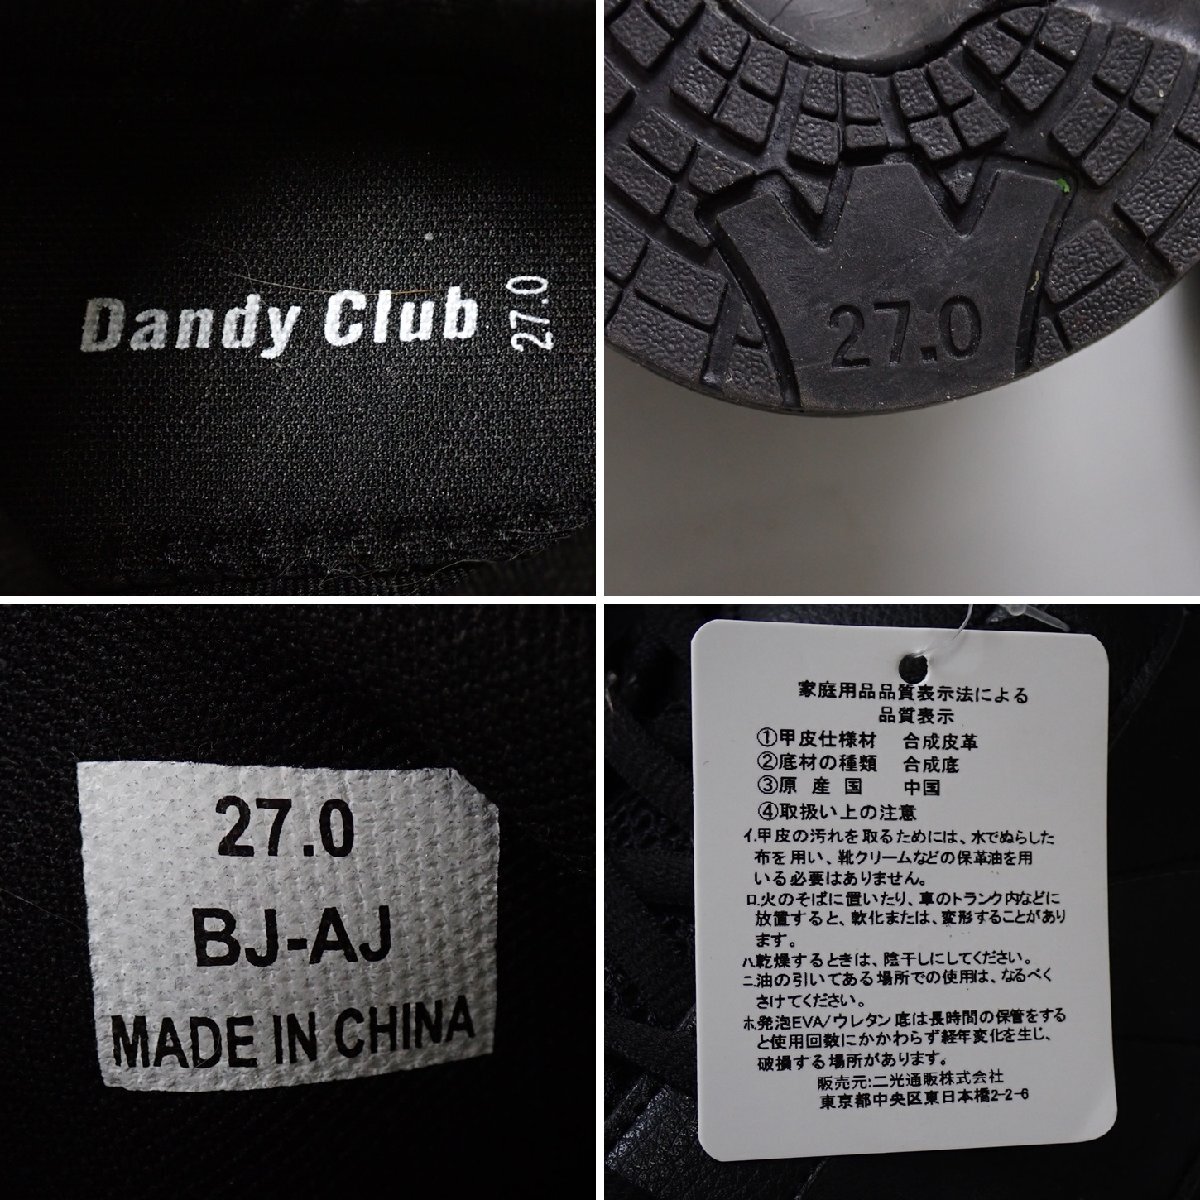 Dandy Club 27.0
27.0
27.0
BJ-AJ
MADE IN CHINA
家庭用品品質表示法による
品質表示
①甲皮仕様材 合成皮革
②底材の種類 合成底
③原産国 中国
④取扱い上の注意
イ.甲皮の汚れを取るためには、水でぬらした
布を用い、靴クリームなどの保革油を用
いる必要はありません。
ロ.火のそばに置いたり、車のトランク内などに
放置すると、軟化または、変形することがあり
ます。
ハ.乾燥するときは、陰干しにしてください。
ニ.油の引いてある場所での使用は、なるべく
さけてください。
ホ.発泡EVA/ウレタン底は長時間の保管をする
と使用回数にかかわらず経年変化を生じ、
破損する場所があります。
販売元:二光通販株式会社
東京都中央区東日本橋2-2-6